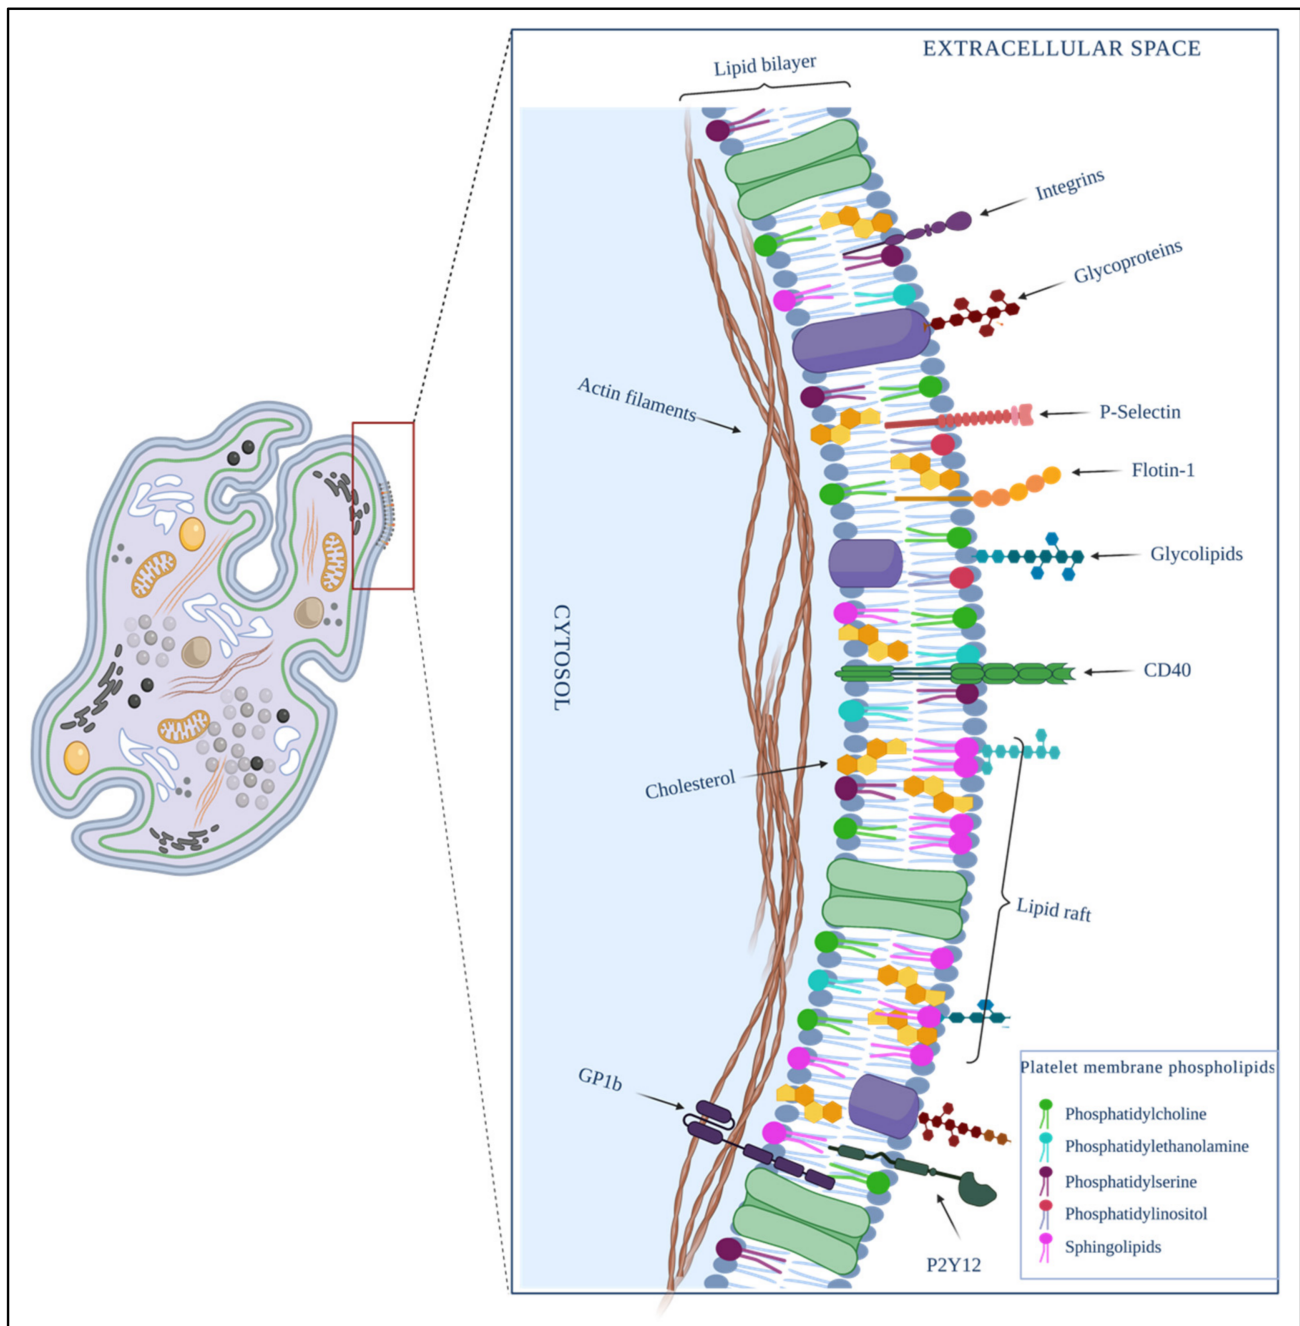 EXTRACELLULAR SPACE
Lipid bilayer
Integrins
Glycoproteins
Actin filaments
P-Selectin
Flotin-1
Glycolipids
CYTOSOL
CD40
Cholesterol
Lipid raft
GP1b
P2Y12
Platelet membrane phospholipids
Phosphatidylcholine
Phosphatidylethanolamine
Phosphatidylserine
Phosphatidylinositol
Sphingolipids